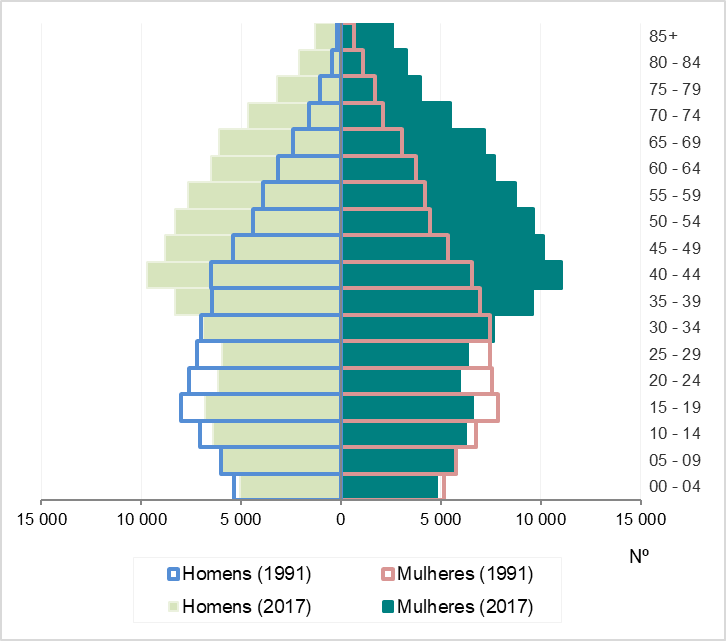 85+
80 - 84
75 - 79
70 - 74
65 - 69
60 - 64
55 - 59
50 - 54
45 - 49
40 - 44
35 - 39
30 - 34
25 - 29
20 - 24
15 - 19
10 - 14
05 - 09
00 - 04
15 000 10 000 5 000 0 5 000 10 000 15 000
Nº
Homens (1991) Mulheres (1991)
Homens (2017) Mulheres (2017)